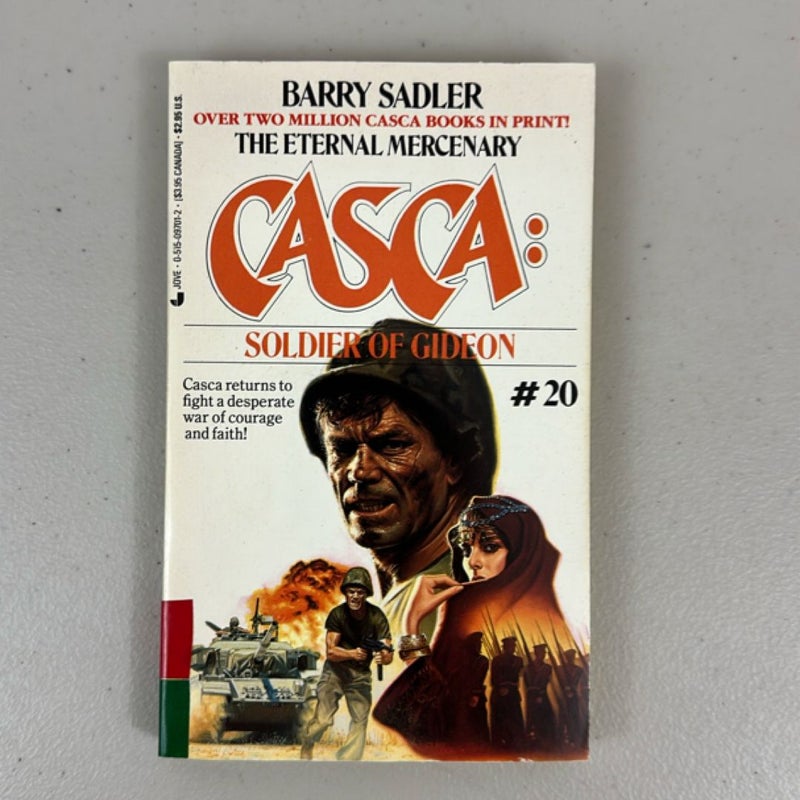 BARRY SADLER
OVER TWO MILLION CASCA BOOKS IN PRINT!
THE ETERNAL MERCENARY
CASCA:
SOLDIER OF GIDEON
#20
Casca returns to
fight a desperate
war of courage
and faith!
J JOVE • 0-515-09701-2 • [$3.95 CANADA] • $2.95 U.S.